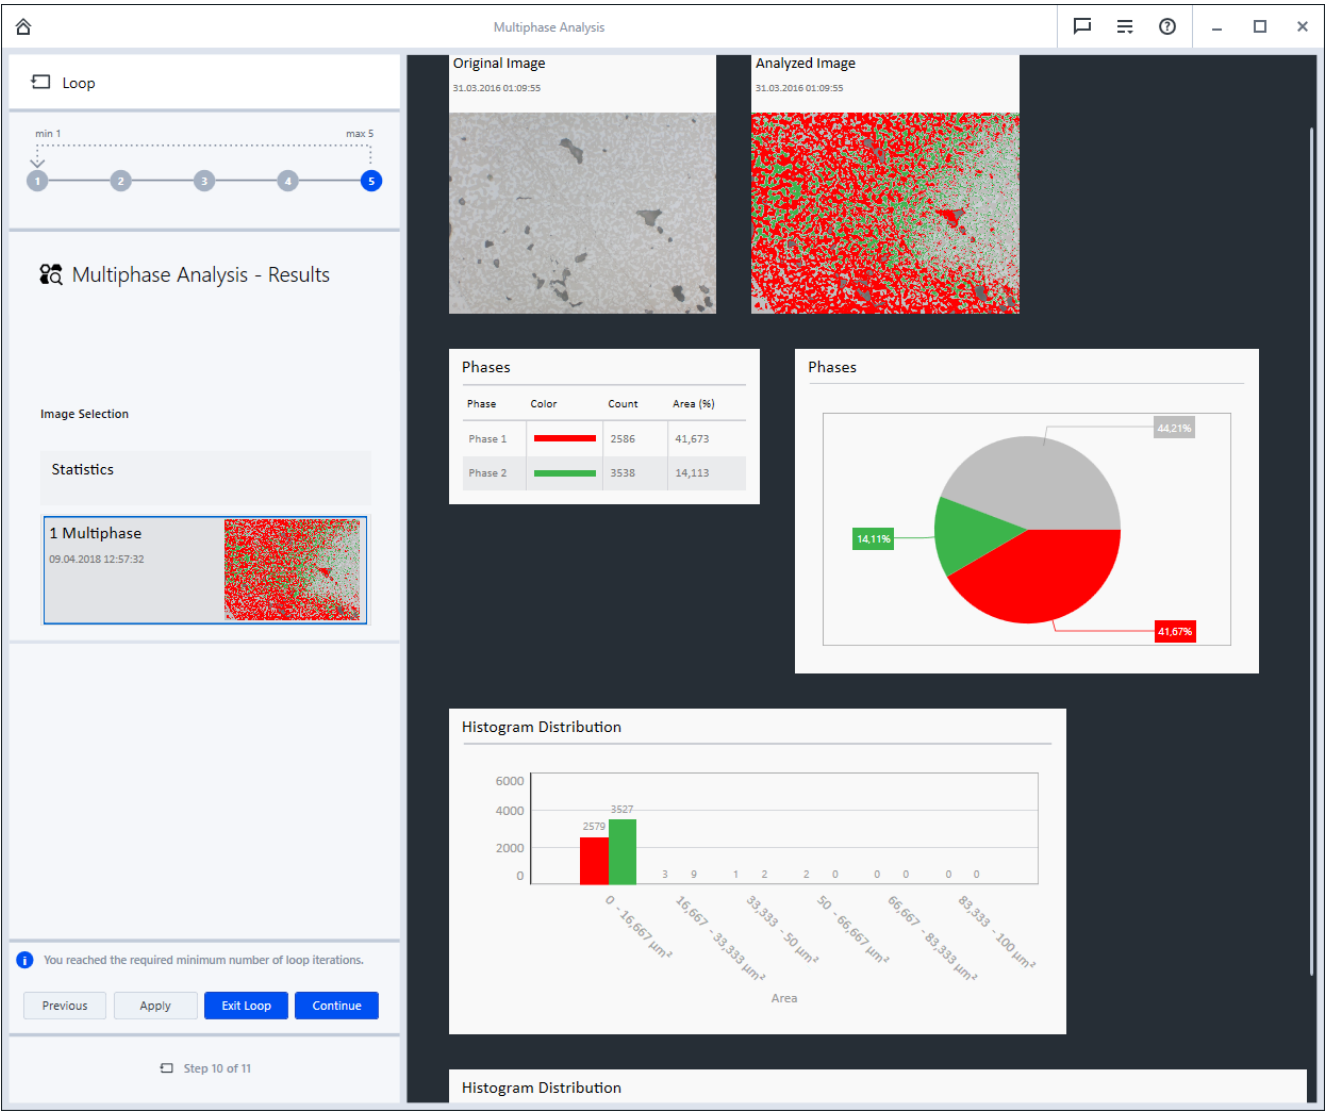 Multiphase Analysis
Loop
min 1
max 5
1 2 3 4 5
Multiphase Analysis - Results
Image Selection
Statistics
1 Multiphase
09.04.2018 12:57:32
You reached the required minimum number of loop iterations.
Previous Apply Exit Loop Continue
Step 10 of 11
Original Image
31.03.2016 01:09:55
Analyzed Image
31.03.2016 01:09:55
Phases
Phase Color Count Area (%)
Phase 1 2586 41,673
Phase 2 3538 14,113
Phases
44,21%
14,11%
41,67%
Histogram Distribution
6000
4000
2000
0
2579 3527 3 9 1 2 2 0 0 0 0 0
0 - 16,667 µm²
16,667 - 33,333 µm²
33,333 - 50 µm²
50 - 66,667 µm²
66,667 - 83,333 µm²
83,333 - 100 µm²
Area
Histogram Distribution